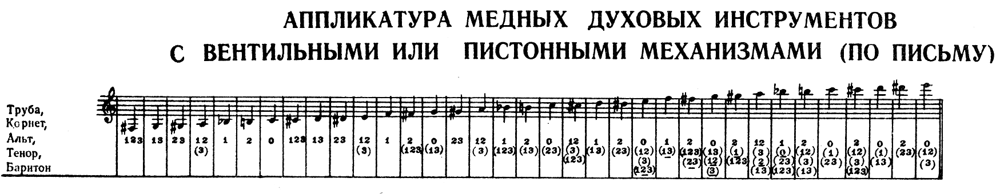 АППЛИКАТУРА МЕДНЫХ ДУХОВЫХ ИНСТРУМЕНТОВ
С ВЕНТИЛЬНЫМИ ИЛИ ПИСТОННЫМИ МЕХАНИЗМАМИ (ПО ПИСЬМУ)
Труба,
Корнет,
Альт, 123 13 23 12 1 2 0 123 13 23 12 1 2 0 23 12 1 2 0 12 1 2 0 1 2 0 2 12 1 2 0 2 0 2 0
Тенор, (3) (3) (123) (13) (3) (123) (13) (23) (3) (13) (23) (12) (13) (123) (13) (1) (3) (0) (12) (1) (12) (1) (23) (12)
(123) (3) (23) (12) (123) (2) (23) (3) (23) (3) (13) (3)
Баритон (123) (3) (13) (123) (13) (123)